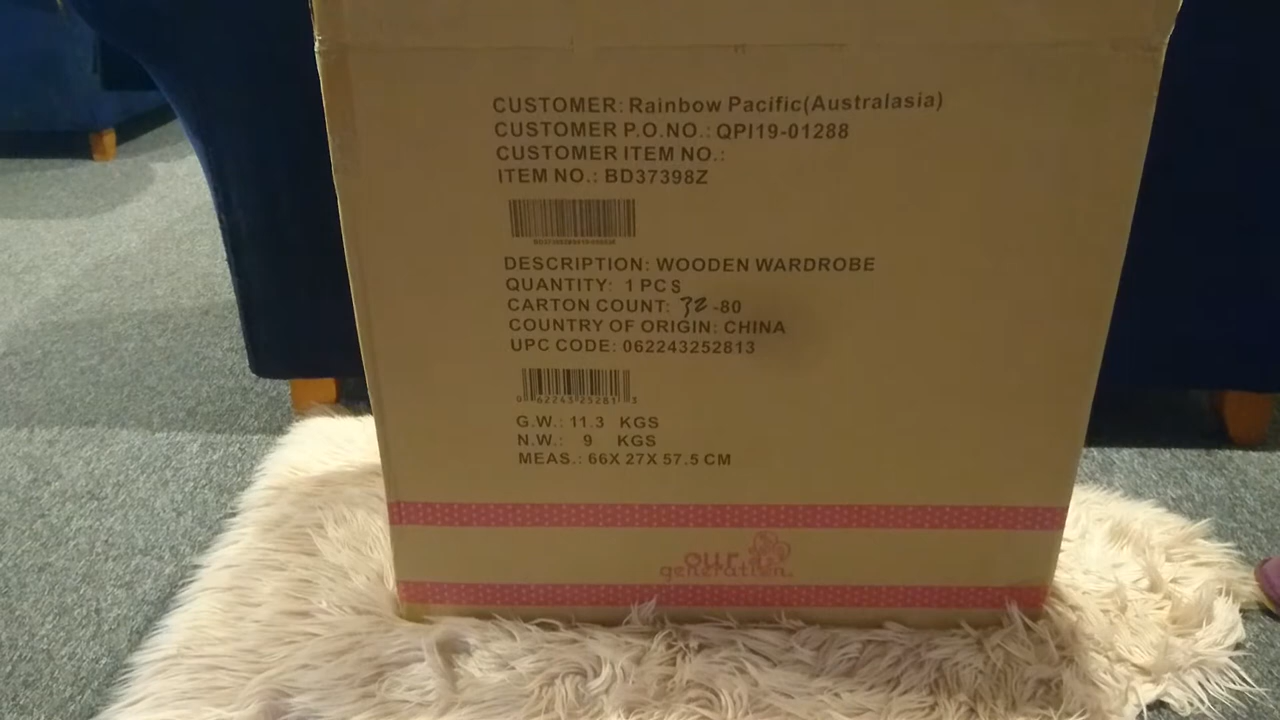 CUSTOMER: Rainbow Pacific(Australasia)
CUSTOMER P.O.NO.: QPI19-01288
CUSTOMER ITEM NO.:
ITEM NO.: BD37398Z
DESCRIPTION: WOODEN WARDROBE
QUANTITY: 1 PCS
CARTON COUNT: 32 -80
COUNTRY OF ORIGIN: CHINA
UPC CODE: 062243252813
0 62243 25281 3
G.W.: 11.3 KGS
N.W.: 9 KGS
MEAS.: 66X 27X 57.5 CM
our
generation